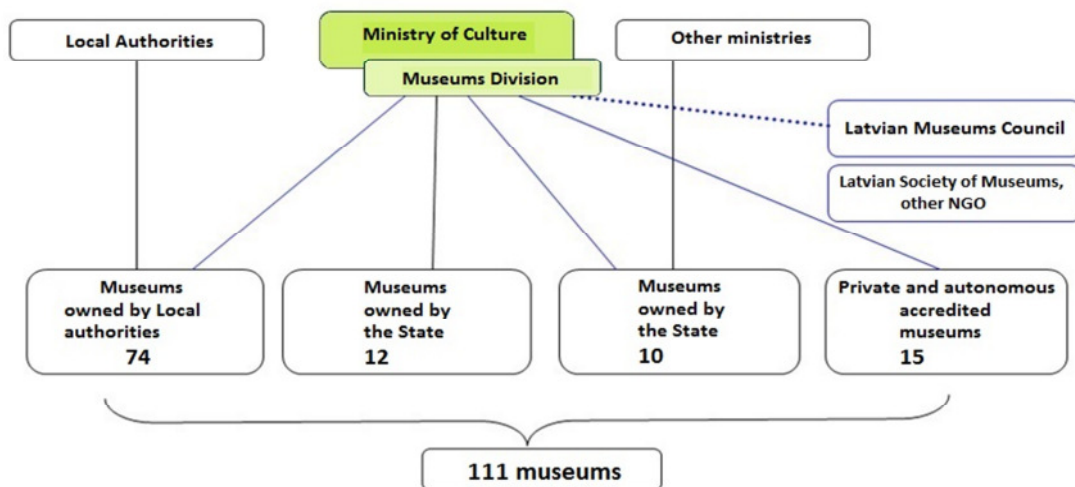 Local Authorities
Ministry of Culture
Other ministries
Museums Division
Latvian Museums Council
Latvian Society of Museums,
other NGO
Museums
owned by Local
authorities
74
Museums
owned by
the State
12
Museums
owned by
the State
10
Private and autonomous
accredited
museums
15
111 museums